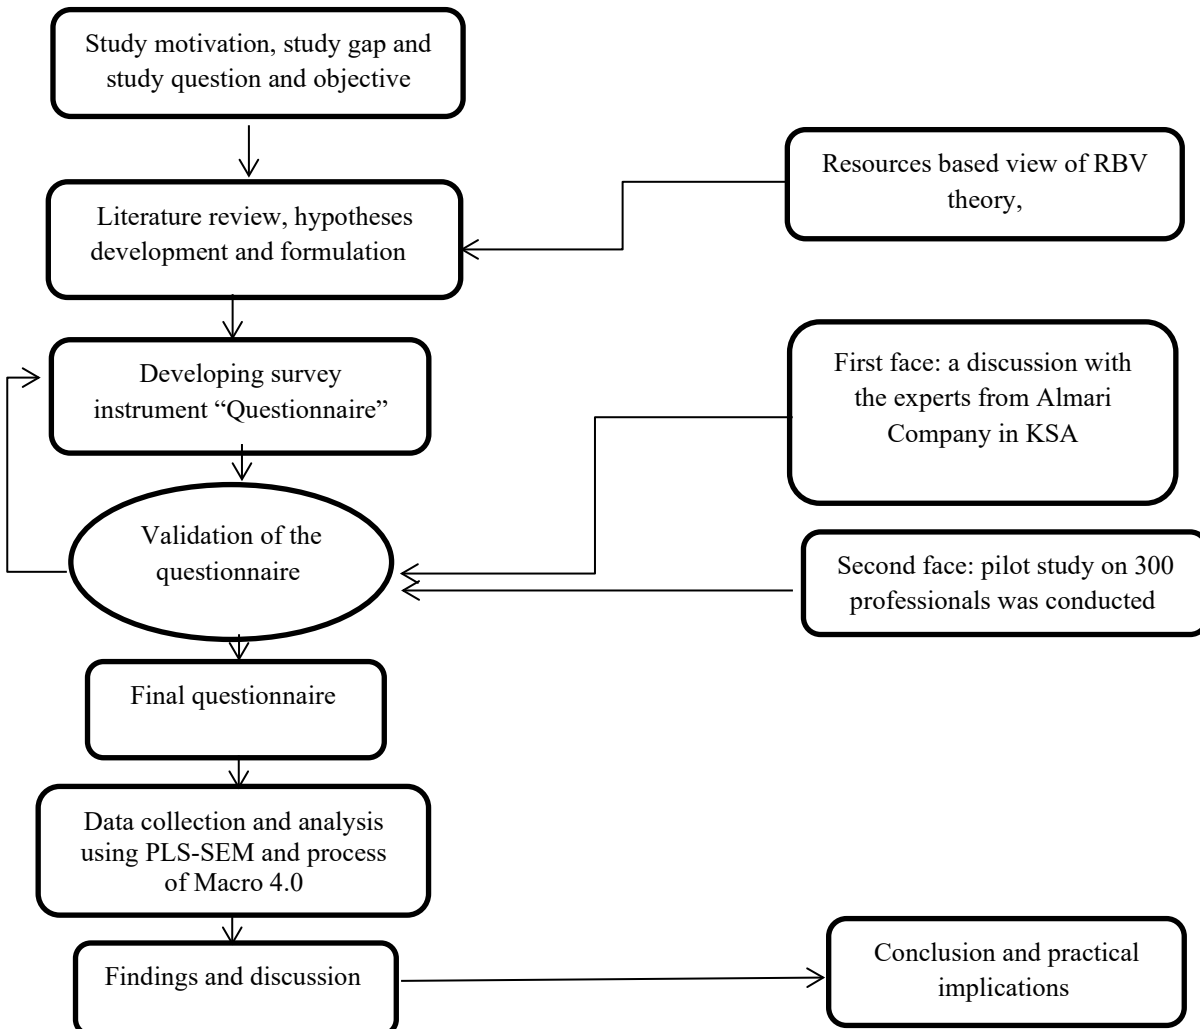 Study motivation, study gap and
study question and objective
Resources based view of RBV
theory,
Literature review, hypotheses
development and formulation
First face: a discussion with
the experts from Almari
Company in KSA
Developing survey
instrument “Questionnaire”
Validation of the
questionnaire
Second face: pilot study on 300
professionals was conducted
Final questionnaire
Data collection and analysis
using PLS-SEM and process
of Macro 4.0
Findings and discussion
Conclusion and practical
implications